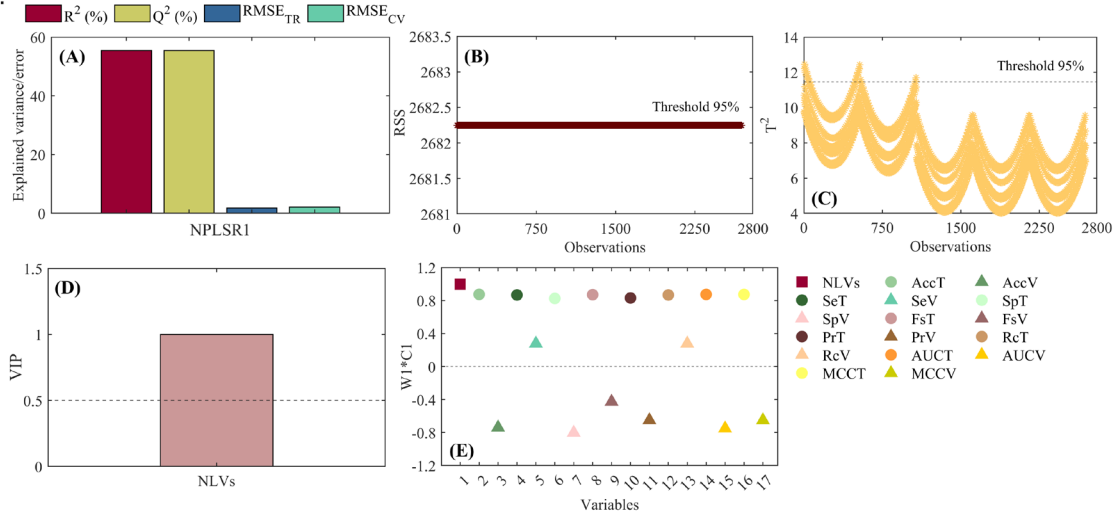 R² (%) Q² (%) RMSE_TR RMSE_CV
(A)
Explained variance/error
60
40
20
0
NPLSR1
(B)
RSS
2683.5
2683
2682.5
2682
2681.5
2681
Threshold 95%
0 750 1500 2250 2800
Observations
(C)
T²
14
12
10
8
6
4
Threshold 95%
0 750 1500 2250 2800
Observations
(D)
VIP
1.5
1
0.5
0
NLVs
(E)
W1*C1
1.2
0.8
0.4
0
-0.4
-0.8
-1.2
1 2 3 4 5 6 7 8 9 10 11 12 13 14 15 16 17
Variables
NLVs AccT AccV
SeT SeV SpT
SpV FsT FsV
PrT PrV RcT
RcV AUCT AUCV
MCCT MCCV